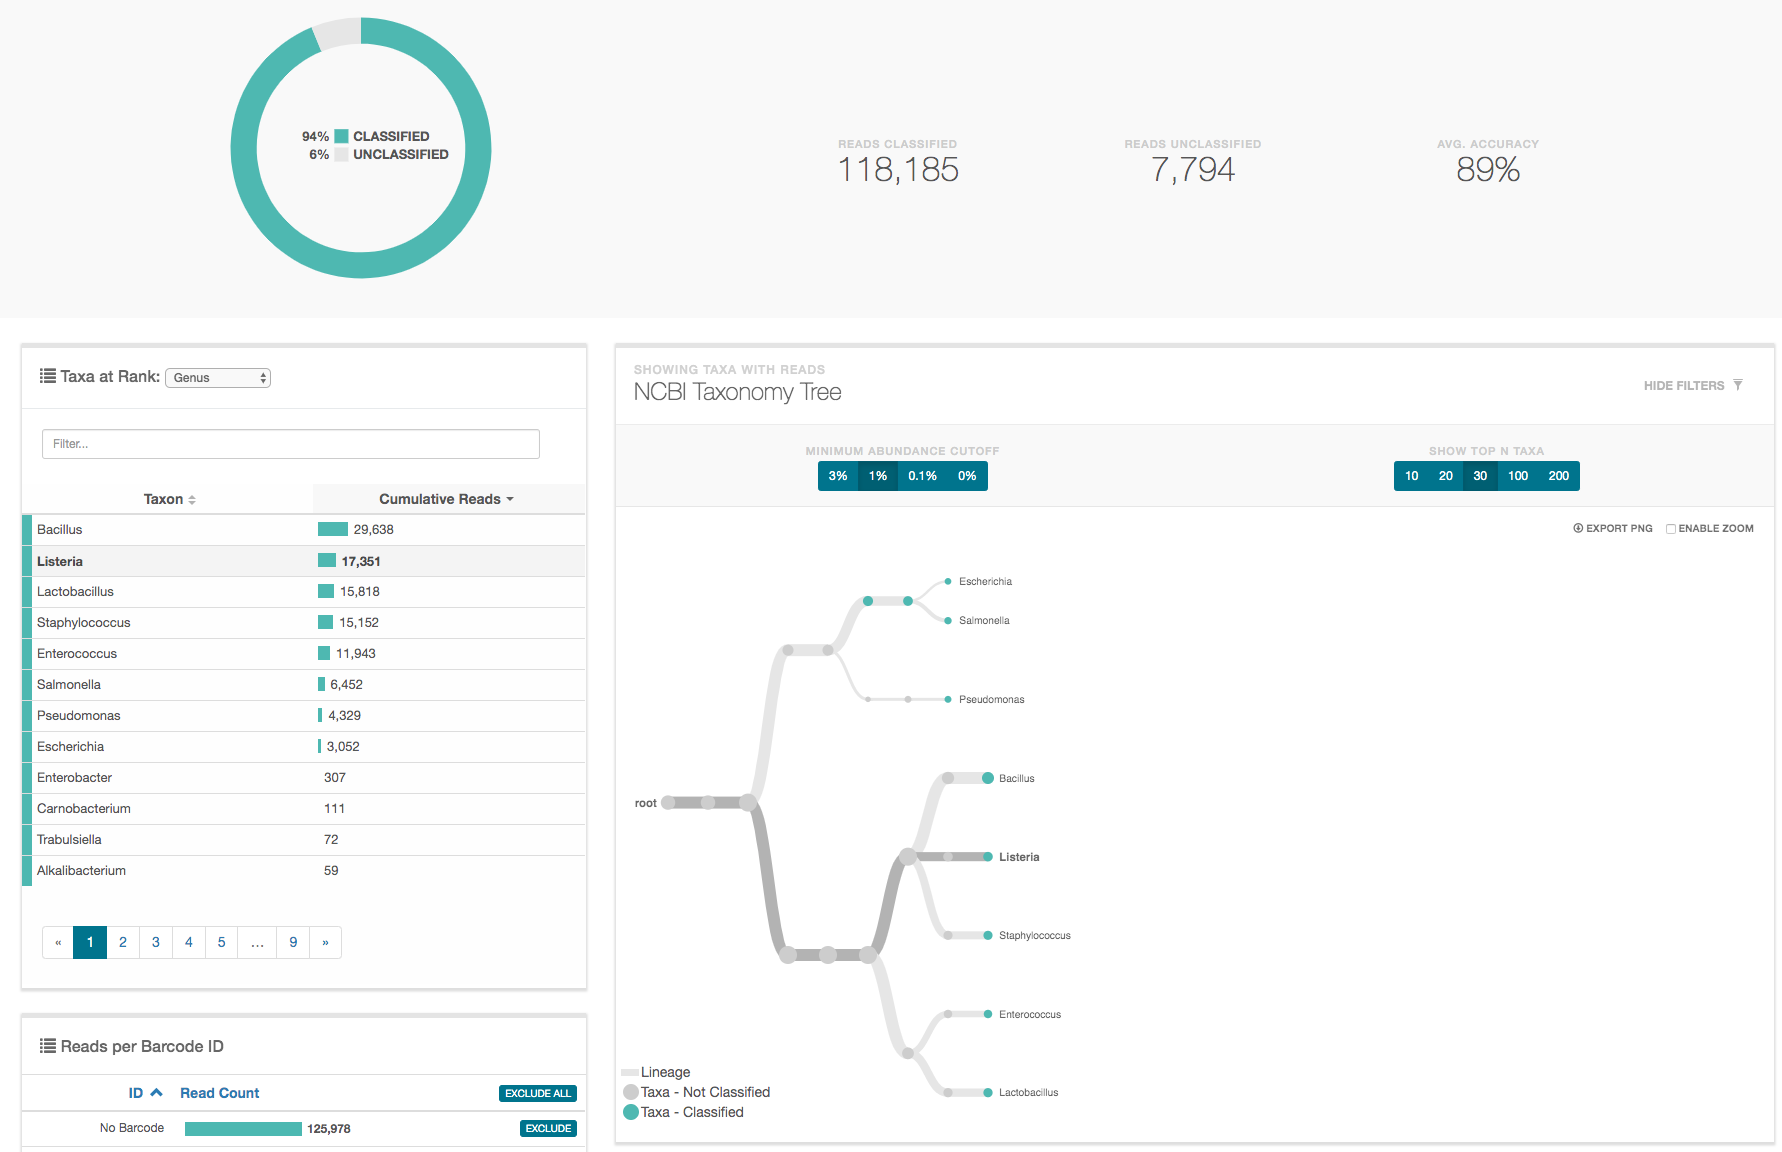 94% CLASSIFIED
6% UNCLASSIFIED
READS CLASSIFIED
118,185
READS UNCLASSIFIED
7,794
AVG. ACCURACY
89%
Taxa at Rank: Genus
Filter...
Taxon Cumulative Reads
Bacillus 29,638
Listeria 17,351
Lactobacillus 15,818
Staphylococcus 15,152
Enterococcus 11,943
Salmonella 6,452
Pseudomonas 4,329
Escherichia 3,052
Enterobacter 307
Carnobacterium 111
Trabulsiella 72
Alkalibacterium 59
« 1 2 3 4 5 ... 9 »
Reads per Barcode ID
ID Read Count EXCLUDE ALL
No Barcode 125,978 EXCLUDE
SHOWING TAXA WITH READS
NCBI Taxonomy Tree
HIDE FILTERS
MINIMUM ABUNDANCE CUTOFF
3% 1% 0.1% 0%
SHOW TOP N TAXA
10 20 30 100 200
EXPORT PNG ENABLE ZOOM
Escherichia
Salmonella
Pseudomonas
Bacillus
root
Listeria
Staphylococcus
Enterococcus
Lactobacillus
Lineage
Taxa - Not Classified
Taxa - Classified